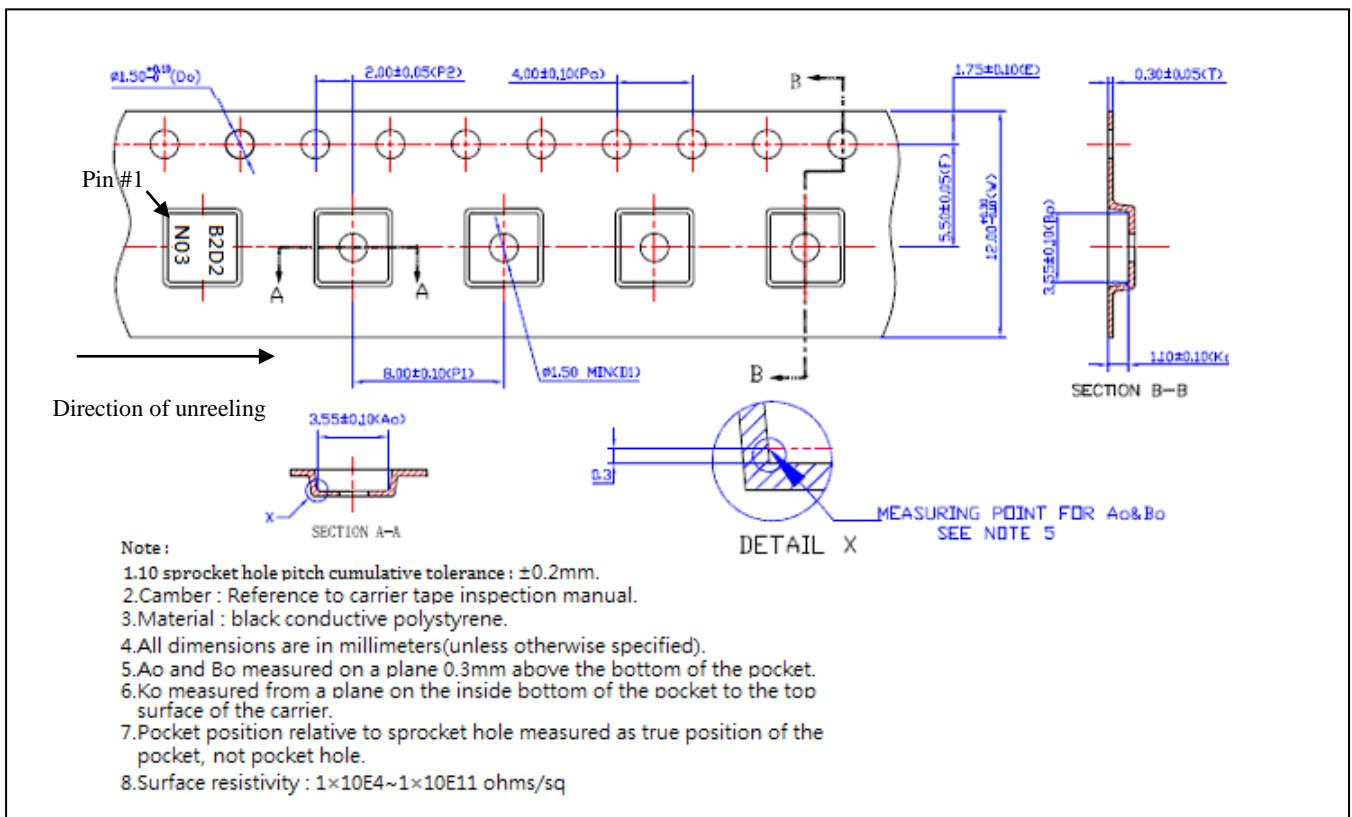 Ø1.50+0.10-0(Do)
2.00±0.05(P2)
4.00±0.10(Po)
B
1.75±0.10(E)
0.30±0.05(T)
Pin #1
B2D2
N03
A
A
5.50±0.05(F)
12.00(W)
3.55±0.10(Bo)
8.00±0.10(P1)
Ø1.50 MIN(D1)
B
1.10±0.10(Ko
SECTION B-B
Direction of unreeling
3.55±0.10(Ao)
X
SECTION A-A
0.3
MEASURING POINT FOR Ao&Bo
SEE NOTE 5
DETAIL X
Note :
1.10 sprocket hole pitch cumulative tolerance : ±0.2mm.
2.Camber : Reference to carrier tape inspection manual.
3.Material : black conductive polystyrene.
4.All dimensions are in millimeters(unless otherwise specified).
5.Ao and Bo measured on a plane 0.3mm above the bottom of the pocket.
6.Ko measured from a plane on the inside bottom of the pocket to the top
surface of the carrier.
7.Pocket position relative to sprocket hole measured as true position of the
pocket, not pocket hole.
8.Surface resistivity : 1×10E4~1×10E11 ohms/sq